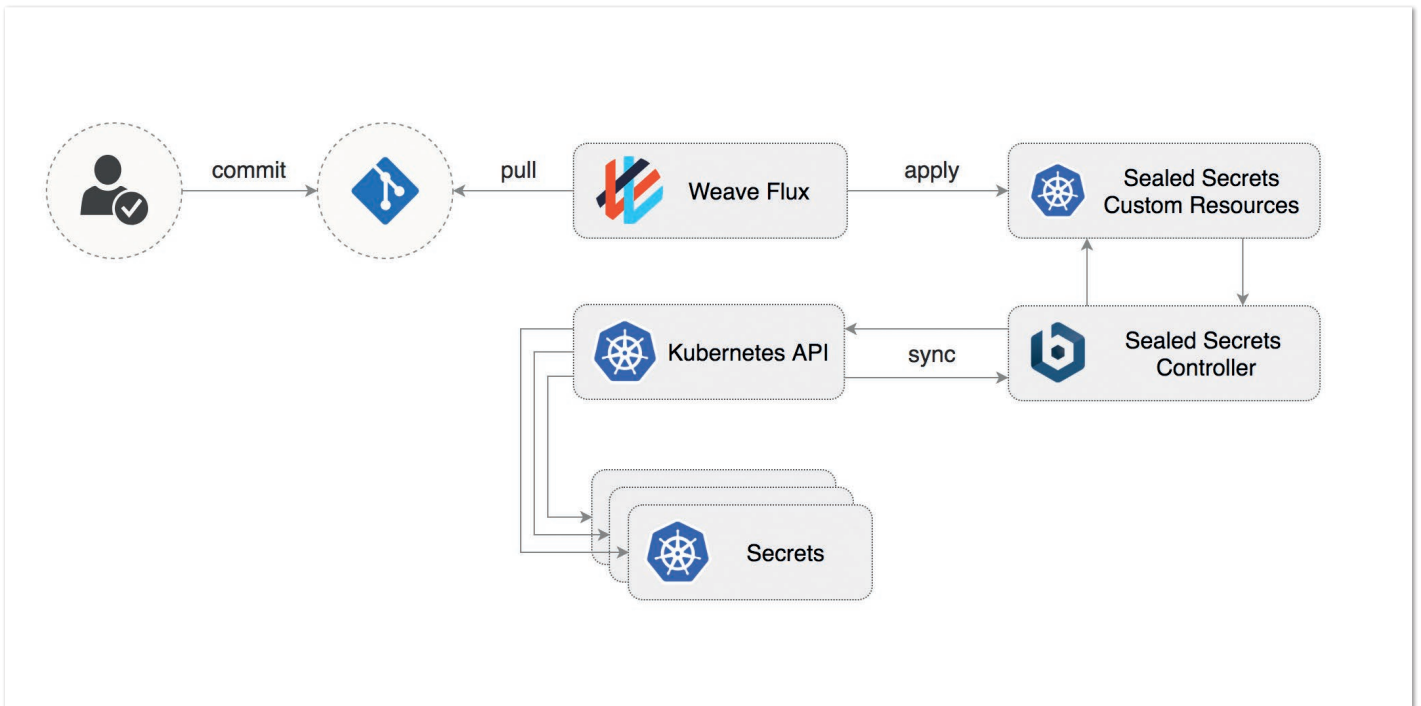 commit
pull
Weave Flux
apply
Sealed Secrets
Custom Resources
Kubernetes API
sync
Sealed Secrets
Controller
Secrets